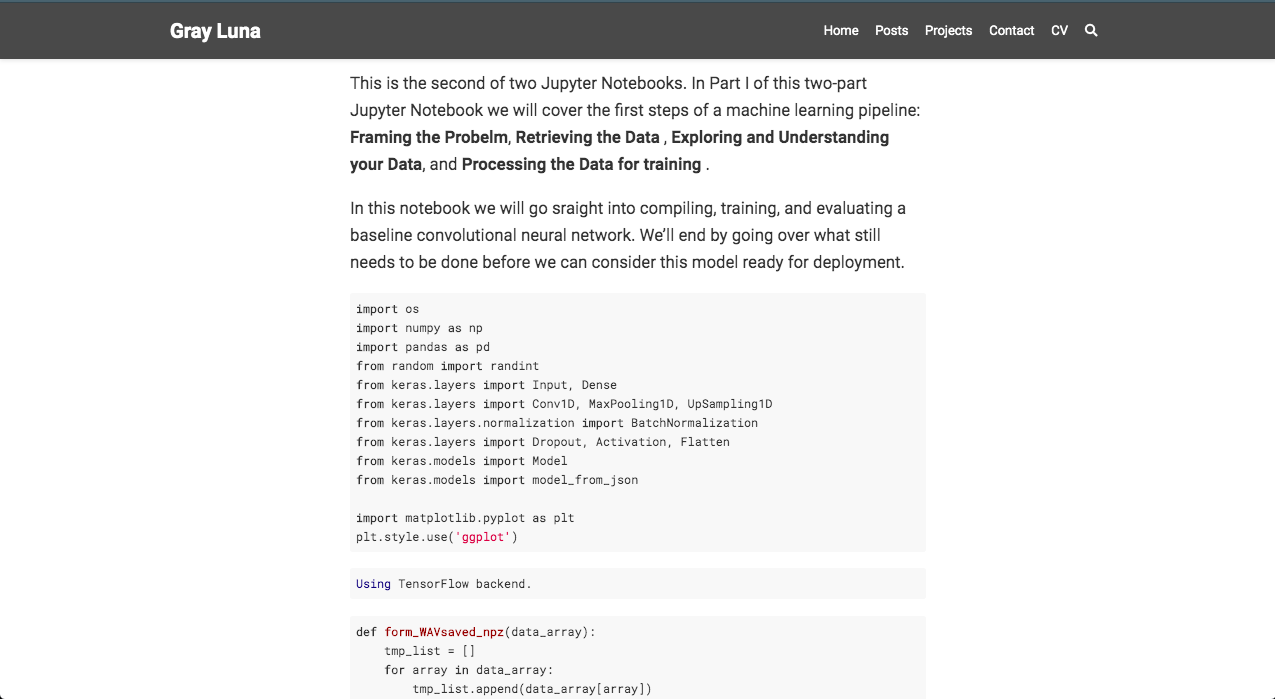 Gray Luna
Home Posts Projects Contact CV
This is the second of two Jupyter Notebooks. In Part I of this two-part
Jupyter Notebook we will cover the first steps of a machine learning pipeline:
Framing the Probelm, Retrieving the Data , Exploring and Understanding
your Data, and Processing the Data for training .
In this notebook we will go sraight into compiling, training, and evaluating a
baseline convolutional neural network. We’ll end by going over what still
needs to be done before we can consider this model ready for deployment.
import os
import numpy as np
import pandas as pd
from random import randint
from keras.layers import Input, Dense
from keras.layers import Conv1D, MaxPooling1D, UpSampling1D
from keras.layers.normalization import BatchNormalization
from keras.layers import Dropout, Activation, Flatten
from keras.models import Model
from keras.models import model_from_json
import matplotlib.pyplot as plt
plt.style.use('ggplot')
Using TensorFlow backend.
def form_WAVsaved_npz(data_array):
    tmp_list = []
    for array in data_array:
        tmp_list.append(data_array[array])